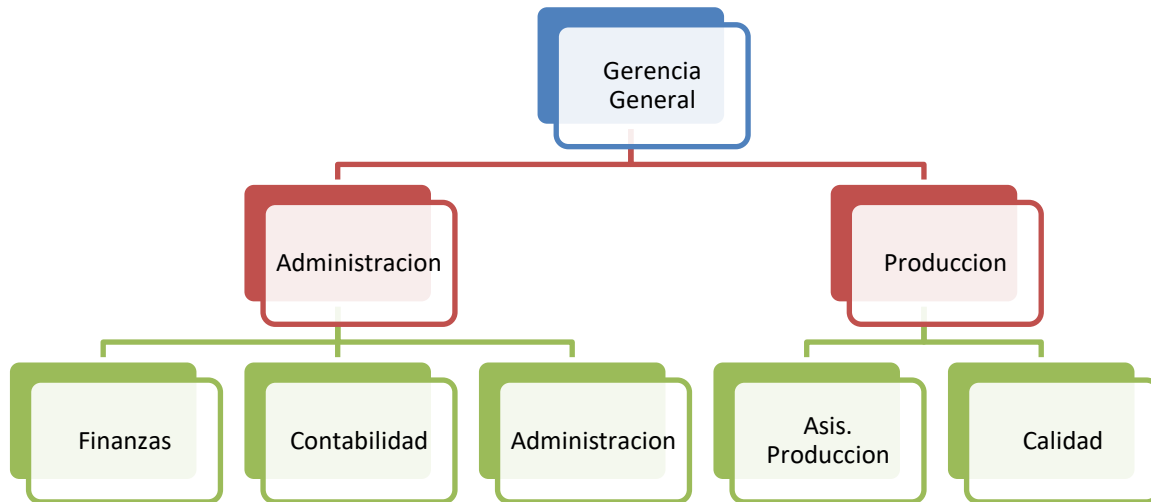 Gerencia
General
Administracion
Produccion
Finanzas
Contabilidad
Administracion
Asis.
Produccion
Calidad